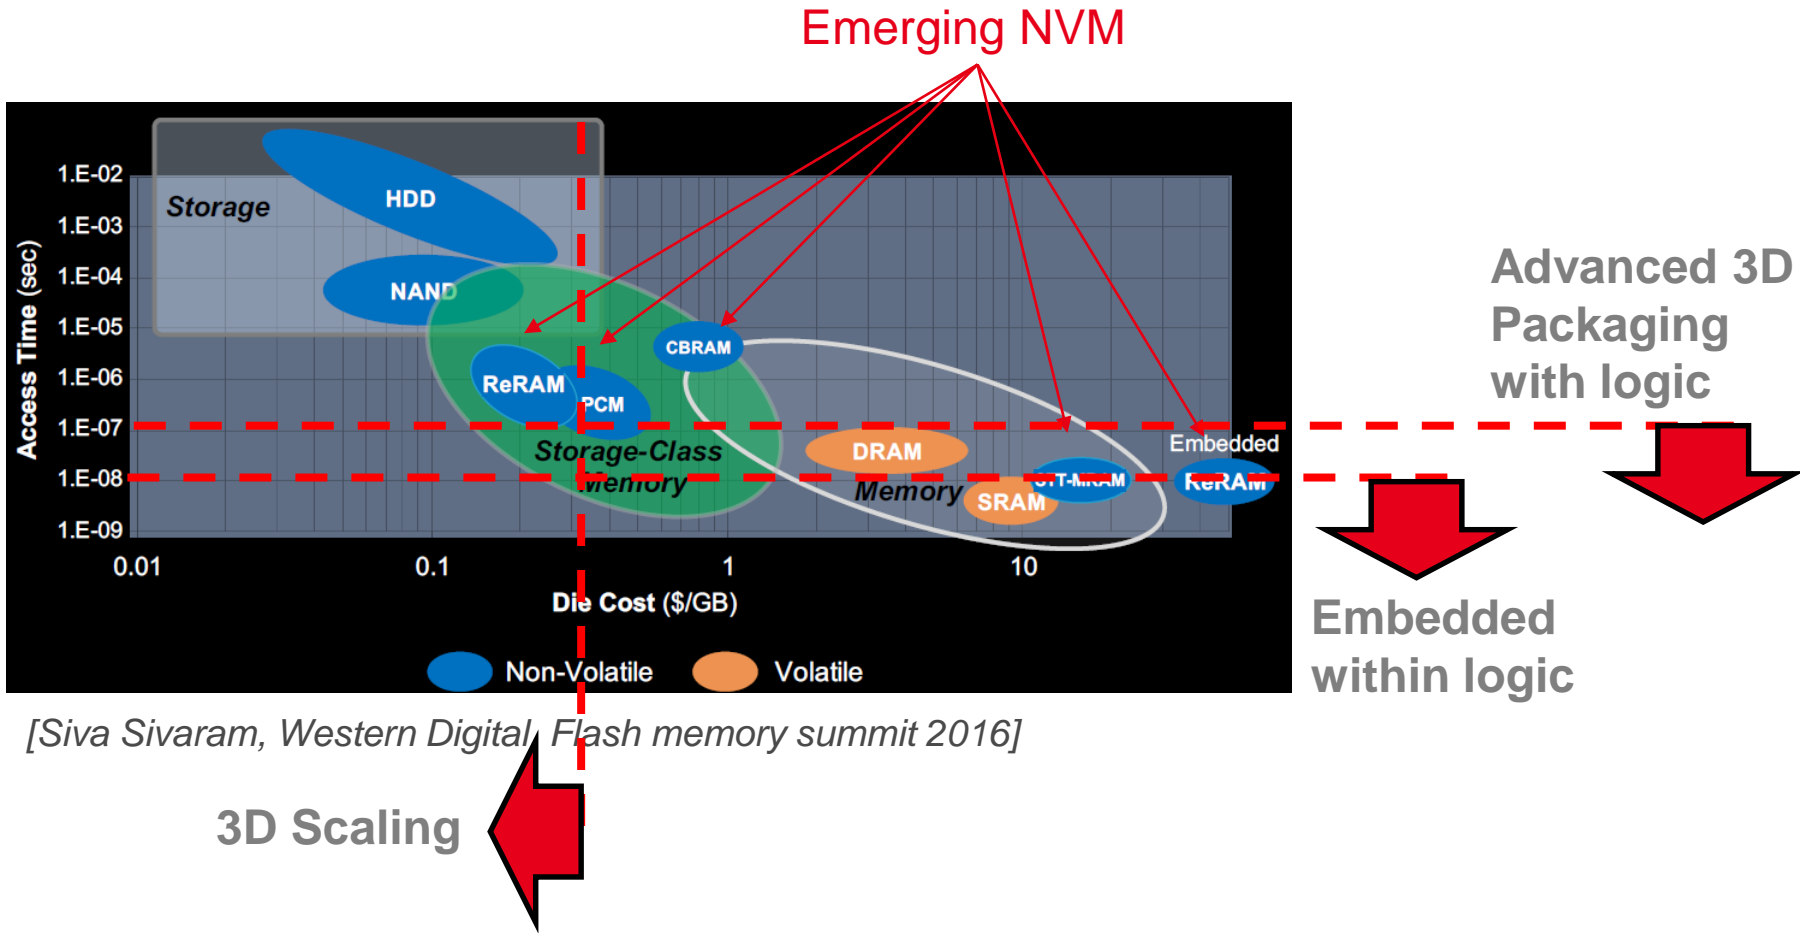 Emerging NVM
1.E-02
1.E-03
1.E-04
1.E-05
1.E-06
1.E-07
1.E-08
1.E-09
Access Time (sec)
Storage
HDD
NAND
CBRAM
ReRAM
PCM
Storage-Class
Memory
DRAM
Memory
SRAM
STT-MRAM
Embedded
ReRAM
0.01
0.1
1
10
Die Cost ($/GB)
Non-Volatile
Volatile
Advanced 3D
Packaging
with logic
Embedded
within logic
[Siva Sivaram, Western Digital, Flash memory summit 2016]
3D Scaling